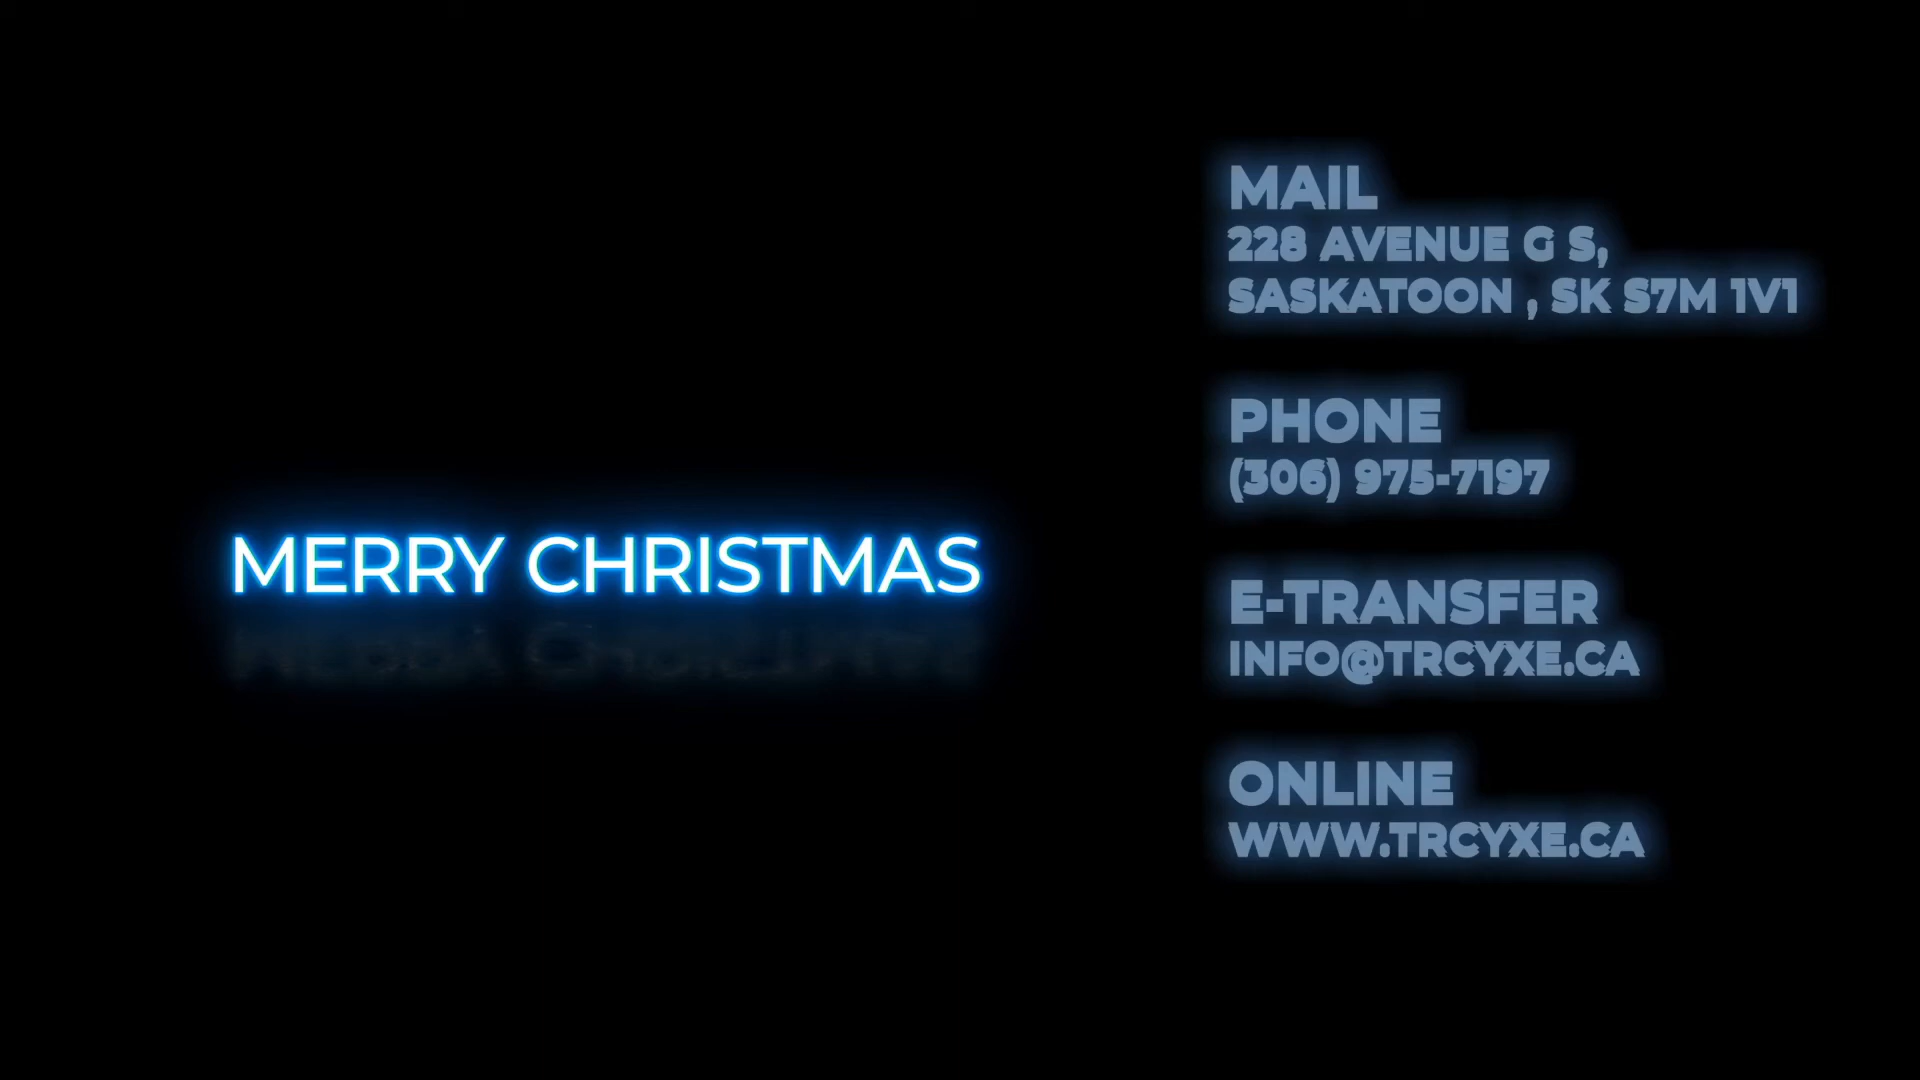 MERRY CHRISTMAS
MAIL
228 AVENUE G S,
SASKATOON , SK S7M 1V1
PHONE
(306) 975-7197
E-TRANSFER
INFO@TRCYXE.CA
ONLINE
WWW.TRCYXE.CA